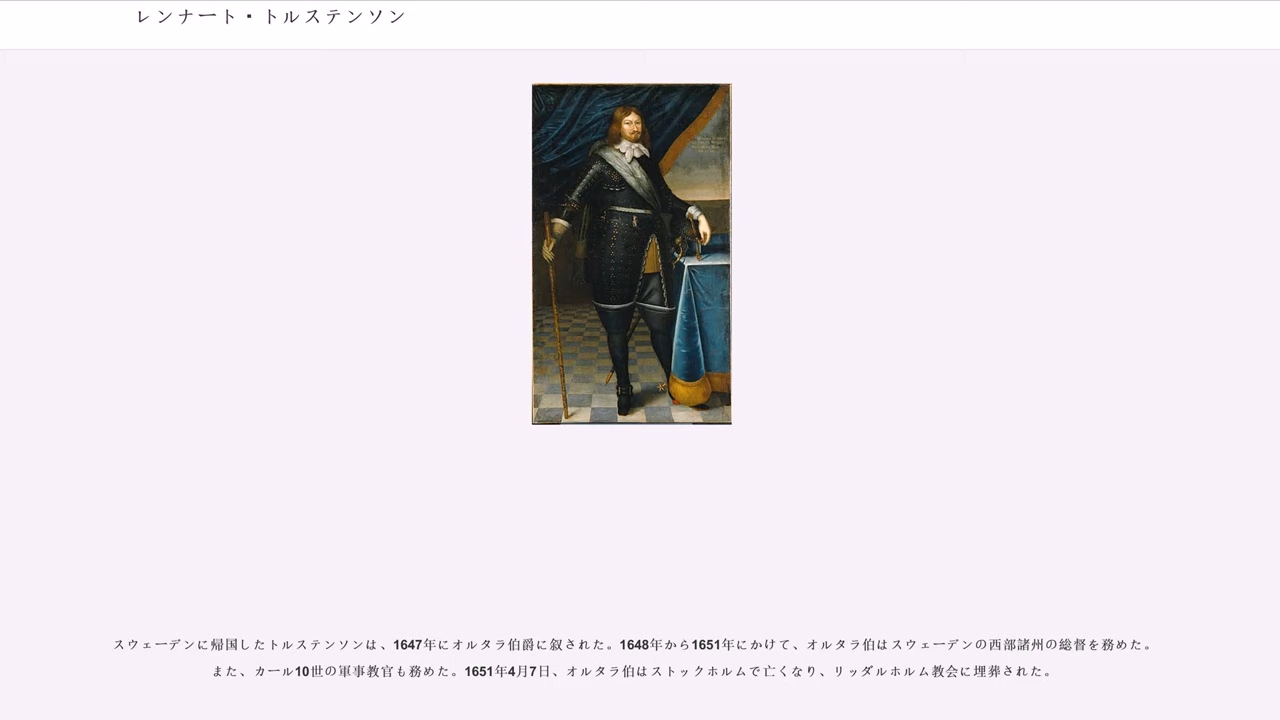 レンナート・トルステンソン
スウェーデンに帰国したトルステンソンは、1647年にオルタラ伯爵に叙された。1648年から1651年にかけて、オルタラ伯はスウェーデンの西部諸州の総督を務めた。
また、カール10世の軍事教官も務めた。1651年4月7日、オルタラ伯はストックホルムで亡くなり、リッダルホルム教会に埋葬された。